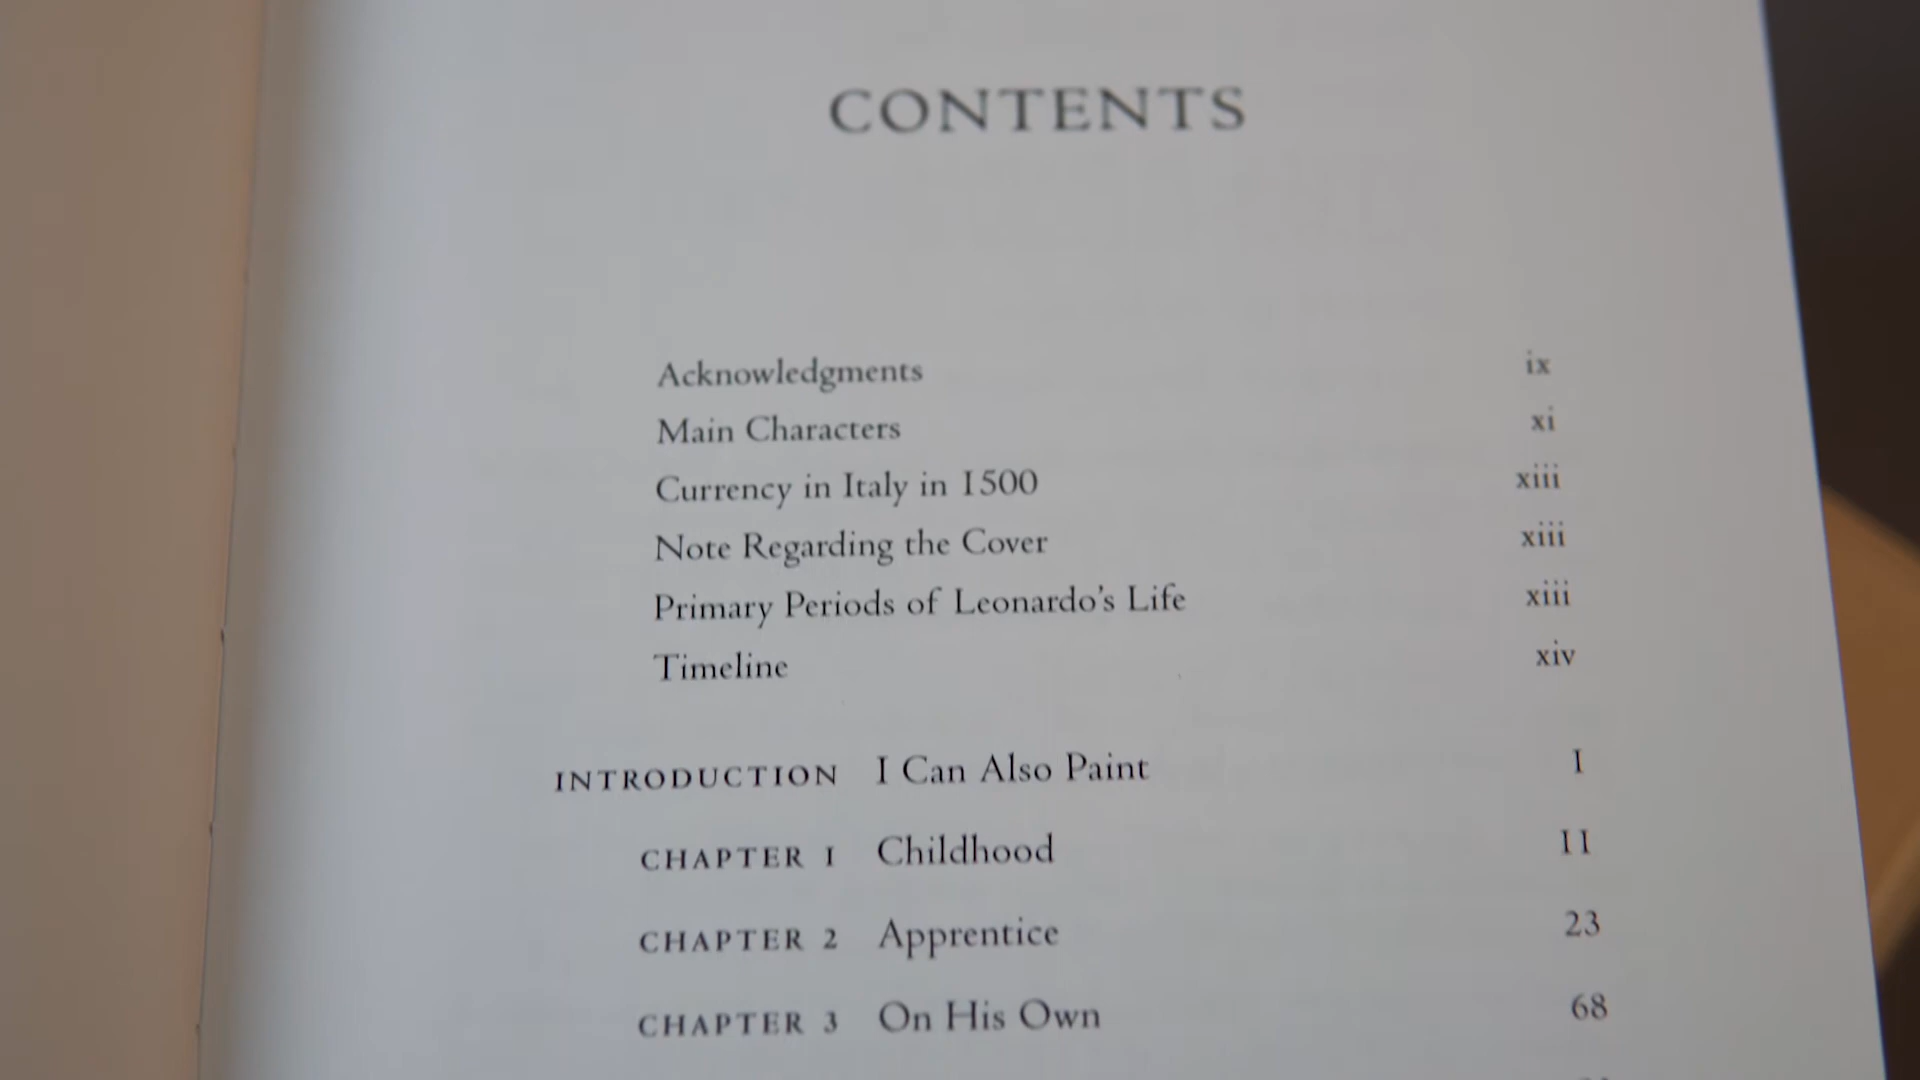 CONTENTS
Acknowledgments ix
Main Characters xi
Currency in Italy in 1500 xiii
Note Regarding the Cover xiii
Primary Periods of Leonardo's Life xiii
Timeline xiv
INTRODUCTION I Can Also Paint 1
CHAPTER 1 Childhood 11
CHAPTER 2 Apprentice 23
CHAPTER 3 On His Own 68